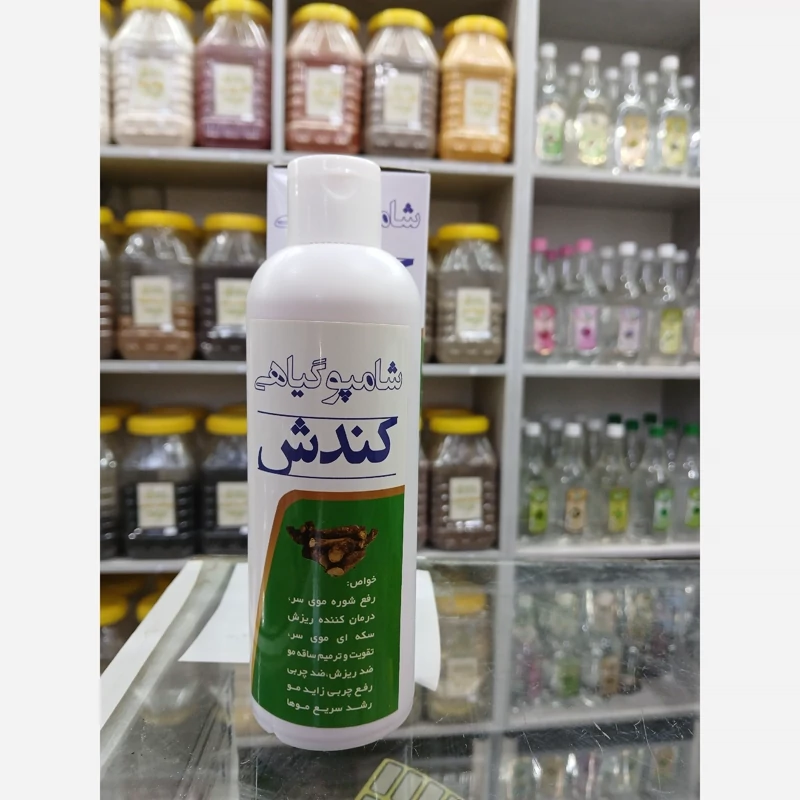 شامپو گیاهی
کندش
خواص:
رفع شوره موی سر،
درمان کننده ریزش
سکه ای موی سر،
تقویت و ترمیم ساقه مو
ضد ریزش،ضد چربی
رفع چربی زاید مو
رشد سریع موها
شام